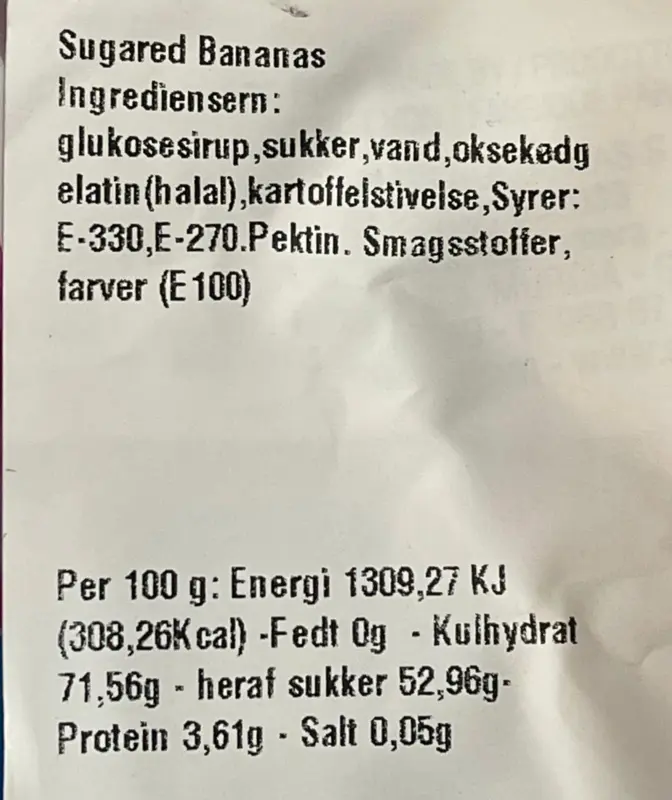 Sugared Bananas
Ingrediensern:
glukosesirup,sukker,vand,oksekødg
elatin(halal),kartoffelstivelse,Syrer:
E-330,E-270.Pektin. Smagsstoffer,
farver (E100)
Per 100 g: Energi 1309,27 KJ
(308,26Kcal) -Fedt 0g - Kulhydrat
71,56g - heraf sukker 52,96g-
Protein 3,61g - Salt 0,05g